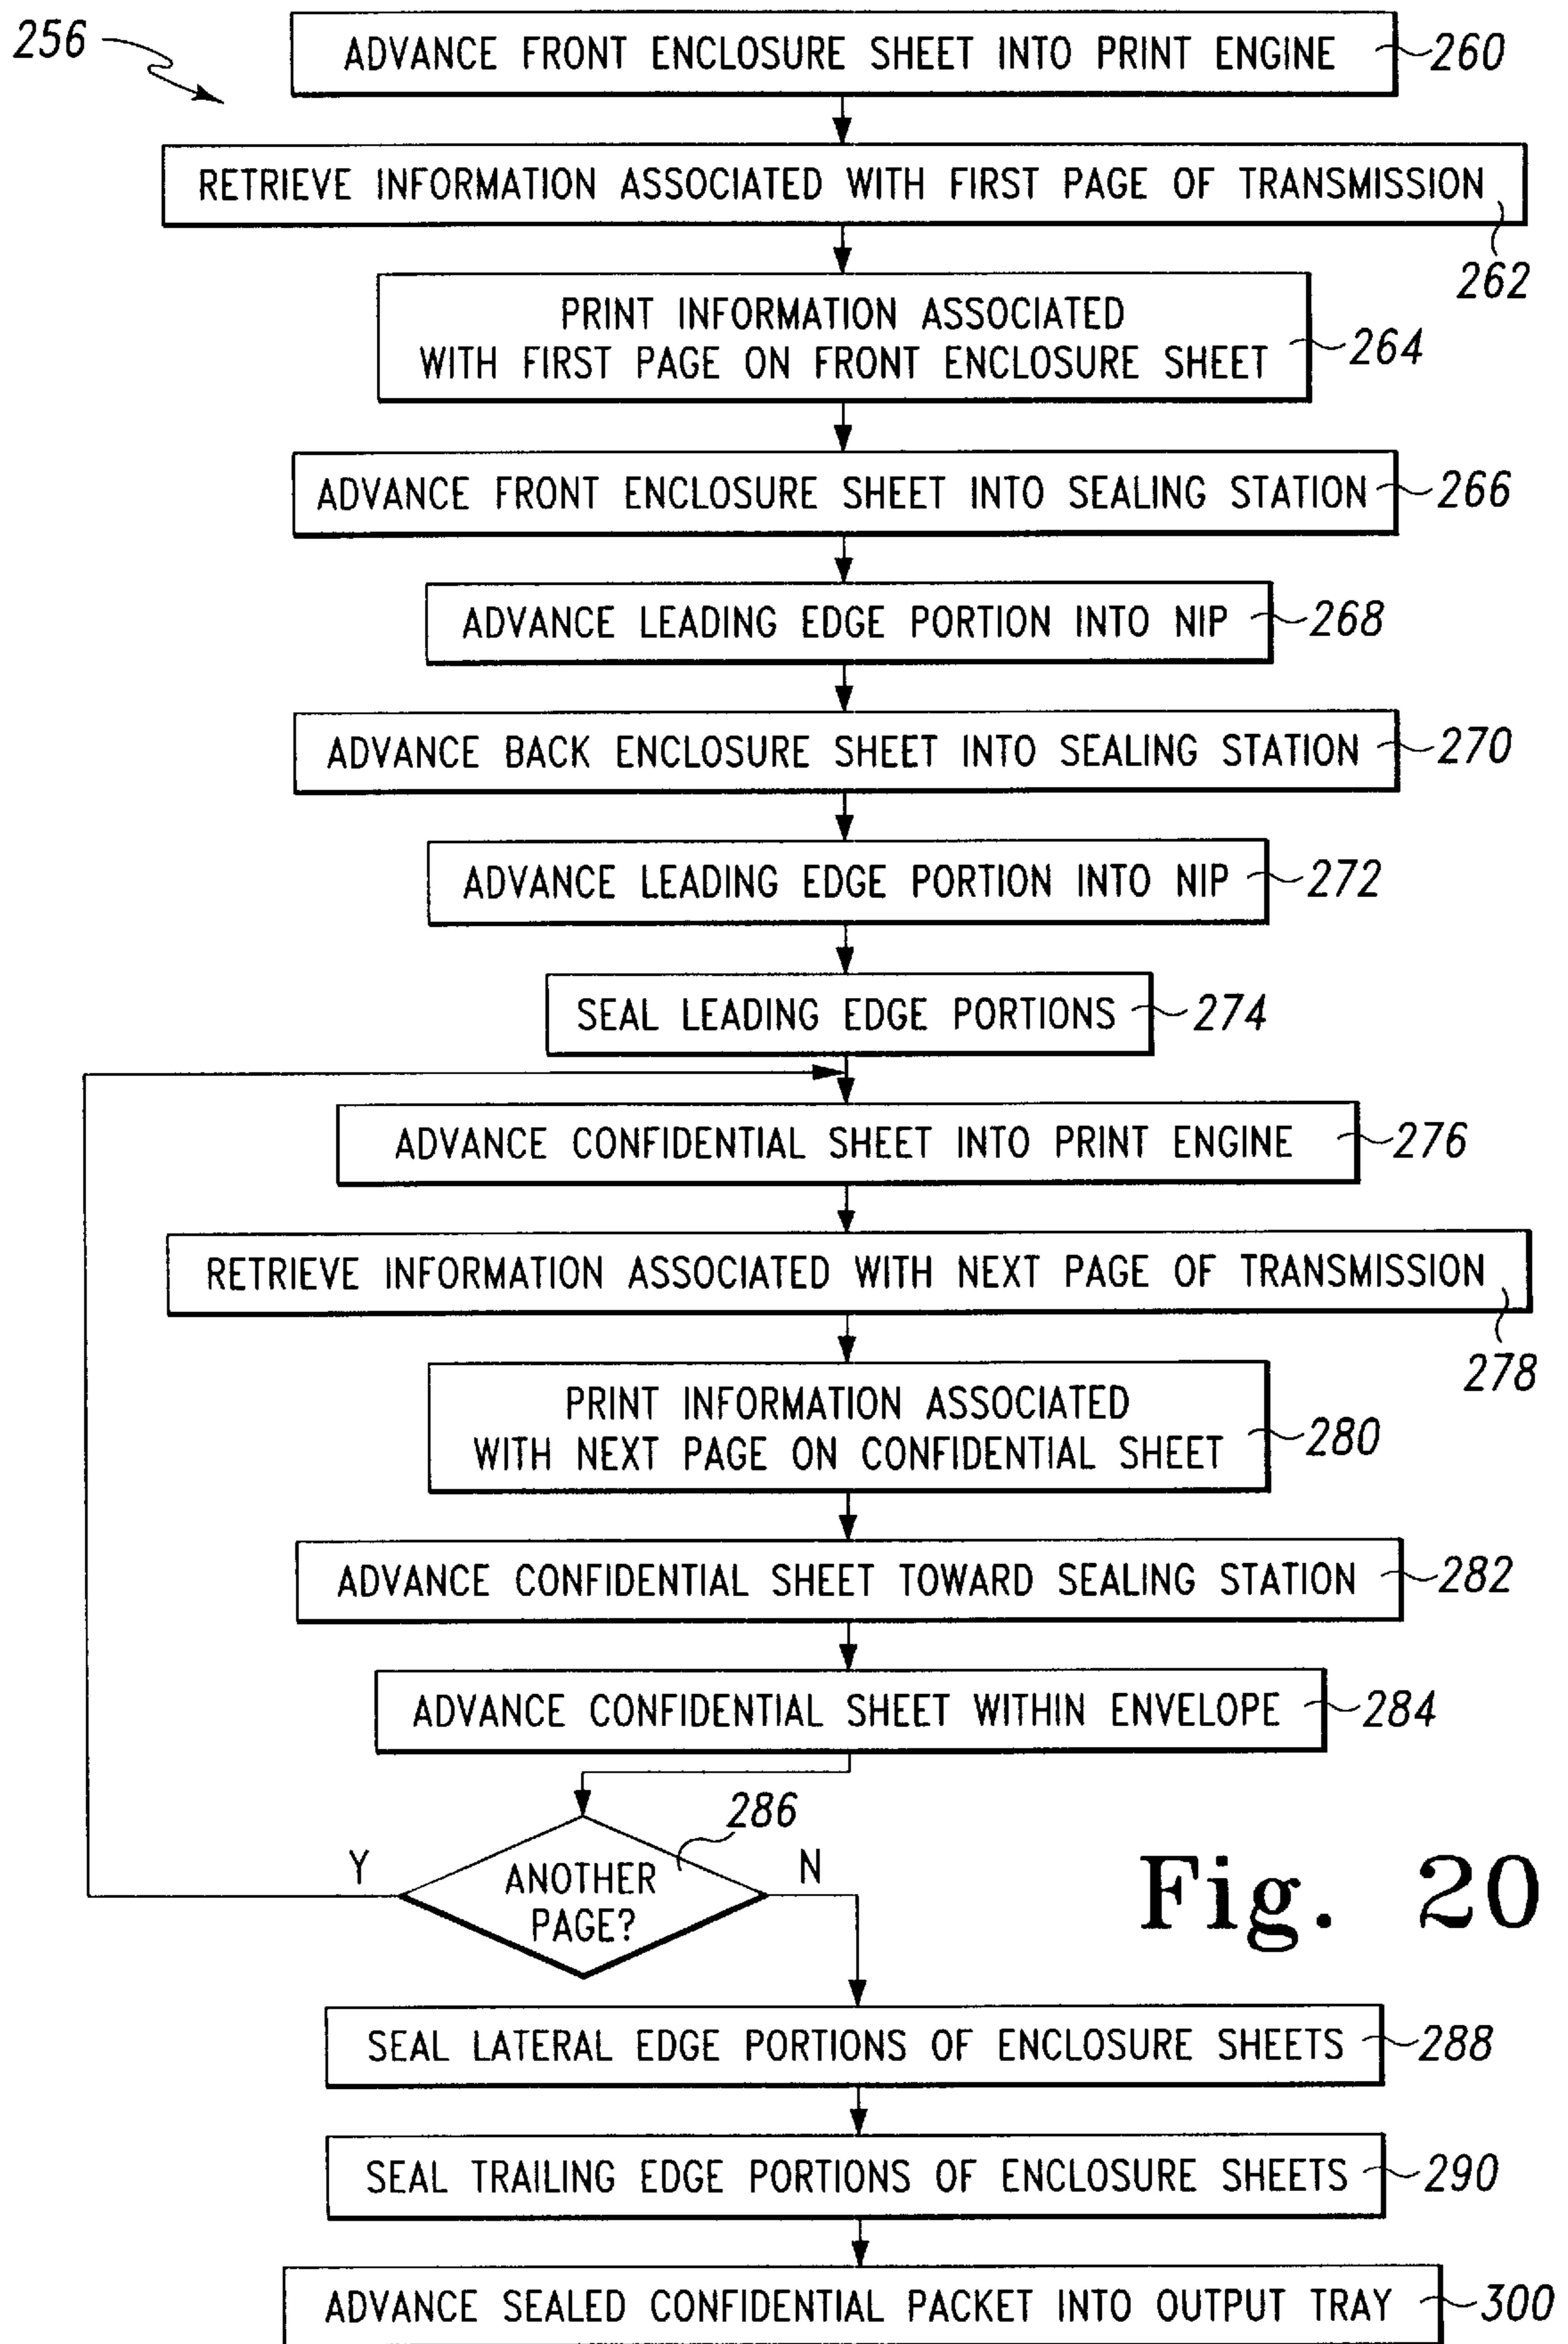 256
ADVANCE FRONT ENCLOSURE SHEET INTO PRINT ENGINE 260
RETRIEVE INFORMATION ASSOCIATED WITH FIRST PAGE OF TRANSMISSION
262
PRINT INFORMATION ASSOCIATED
WITH FIRST PAGE ON FRONT ENCLOSURE SHEET 264
ADVANCE FRONT ENCLOSURE SHEET INTO SEALING STATION 266
ADVANCE LEADING EDGE PORTION INTO NIP 268
ADVANCE BACK ENCLOSURE SHEET INTO SEALING STATION 270
ADVANCE LEADING EDGE PORTION INTO NIP 272
SEAL LEADING EDGE PORTIONS 274
ADVANCE CONFIDENTIAL SHEET INTO PRINT ENGINE 276
RETRIEVE INFORMATION ASSOCIATED WITH NEXT PAGE OF TRANSMISSION
278
PRINT INFORMATION ASSOCIATED
WITH NEXT PAGE ON CONFIDENTIAL SHEET 280
ADVANCE CONFIDENTIAL SHEET TOWARD SEALING STATION 282
ADVANCE CONFIDENTIAL SHEET WITHIN ENVELOPE 284
286
Y
ANOTHER
PAGE?
N
Fig. 20
SEAL LATERAL EDGE PORTIONS OF ENCLOSURE SHEETS 288
SEAL TRAILING EDGE PORTIONS OF ENCLOSURE SHEETS 290
ADVANCE SEALED CONFIDENTIAL PACKET INTO OUTPUT TRAY 300